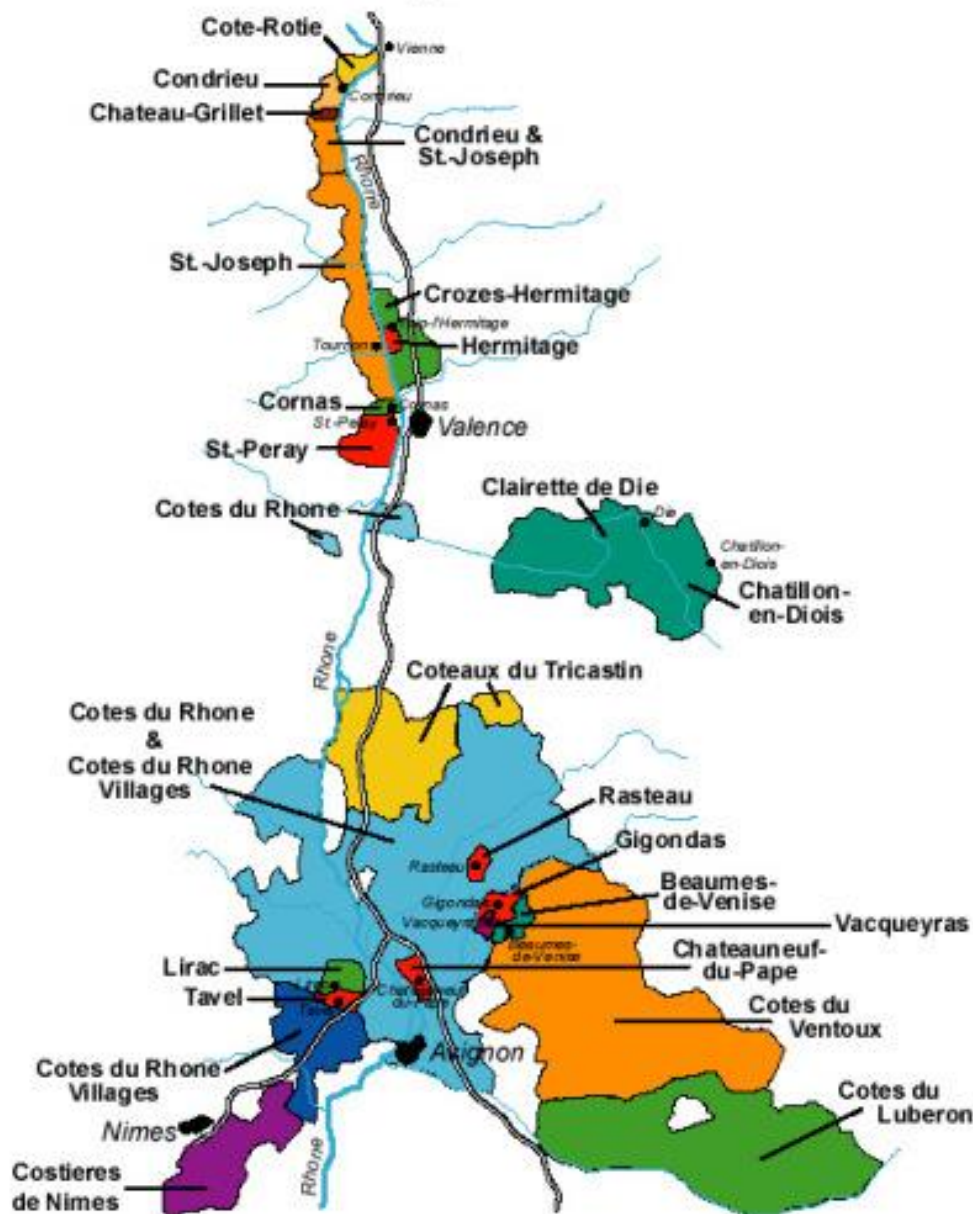 Cote-Rotie
Vienne
Condrieu
Condrieu
Chateau-Grillet
Condrieu &
St.-Joseph
Rhone
St.-Joseph
Crozes-Hermitage
Tournon
Hermitage
Cornas
Cornas
St.-Peray
Valence
St.-Peray
Cotes du Rhone
Clairette de Die
Die
Chatillon-
en-Diois
Chatillon-
en-Diois
Rhone
Coteaux du Tricastin
Cotes du Rhone
&
Cotes du Rhone
Villages
Rasteau
Rasteau
Gigondas
Gigondas
Beaumes-
de-Venise
Vacqueyras
Beaumes-
de-Venise
Chateauneuf-
du-Pape
Lirac
Tavel
Cotes du
Ventoux
Avignon
Cotes du Rhone
Villages
Nimes
Cotes du
Luberon
Costieres
de Nimes
Rhone